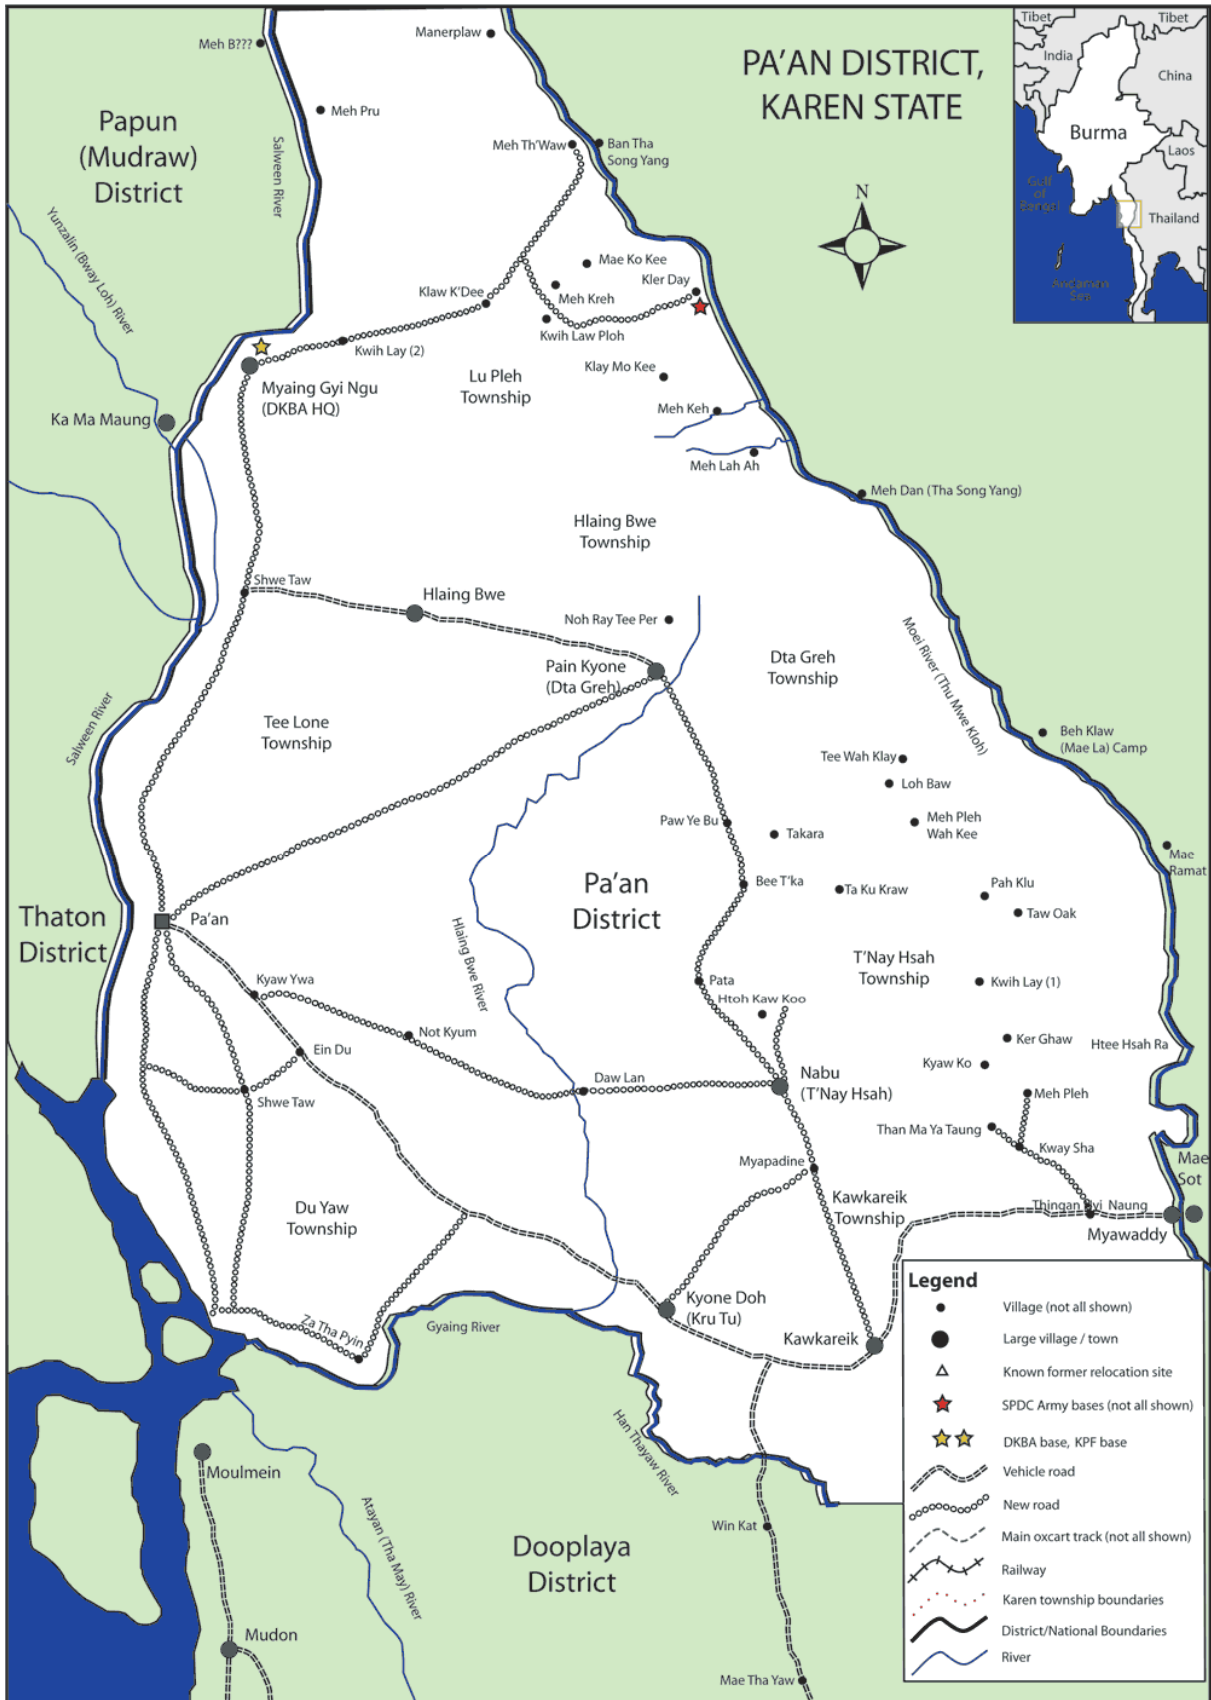 PA'AN DISTRICT,
KAREN STATE
Tibet
Tibet
India
China
Burma
Laos
Gulf
of
Bengal
Thailand
Andaman
Sea
N
Manerplaw
Meh B???
Meh Pru
Papun
(Mudraw)
District
Salween River
Meh Th'Waw
Ban Tha
Song Yang
Yunzalin (Bway Loh) River
Mae Ko Kee
Kler Day
Klaw K'Dee
Meh Kreh
Kwih Law Ploh
Kwih Lay (2)
Klay Mo Kee
Lu Pleh
Township
Myaing Gyi Ngu
(DKBA HQ)
Ka Ma Maung
Meh Keh
Meh Lah Ah
Meh Dan (Tha Song Yang)
Hlaing Bwe
Township
Shwe Taw
Hlaing Bwe
Noh Ray Tee Per
Moei River (Thu Mwe Kloh)
Pain Kyone
(Dta Greh)
Dta Greh
Township
Salween River
Tee Lone
Township
Beh Klaw
(Mae La) Camp
Tee Wah Klay
Loh Baw
Paw Ye Bu
Takara
Meh Pleh
Wah Kee
Mae
Ramat
Pa'an
District
Bee T'ka
Ta Ku Kraw
Pah Klu
Taw Oak
Thaton
District
Pa'an
Hlaing Bwe River
T'Nay Hsah
Township
Kyaw Ywa
Pata
Kwih Lay (1)
Htoh Kaw Koo
Not Kyum
Ein Du
Ker Ghaw
Htee Hsah Ra
Kyaw Ko
Daw Lan
Nabu
(T'Nay Hsah)
Shwe Taw
Meh Pleh
Than Ma Ya Taung
Kway Sha
Myapadine
Mae
Sot
Du Yaw
Township
Kawkareik
Township
Thingan Nyi Naung
Myawaddy
Kyone Doh
(Kru Tu)
Za Tha Pyin
Gyaing River
Kawkareik
Han Thayaw River
Moulmein
Atayan (Tha May) River
Win Kat
Dooplaya
District
Mudon
Mae Tha Yaw
Legend
Village (not all shown)
Large village / town
Known former relocation site
SPDC Army bases (not all shown)
DKBA base, KPF base
Vehicle road
New road
Main oxcart track (not all shown)
Railway
Karen township boundaries
District/National Boundaries
River